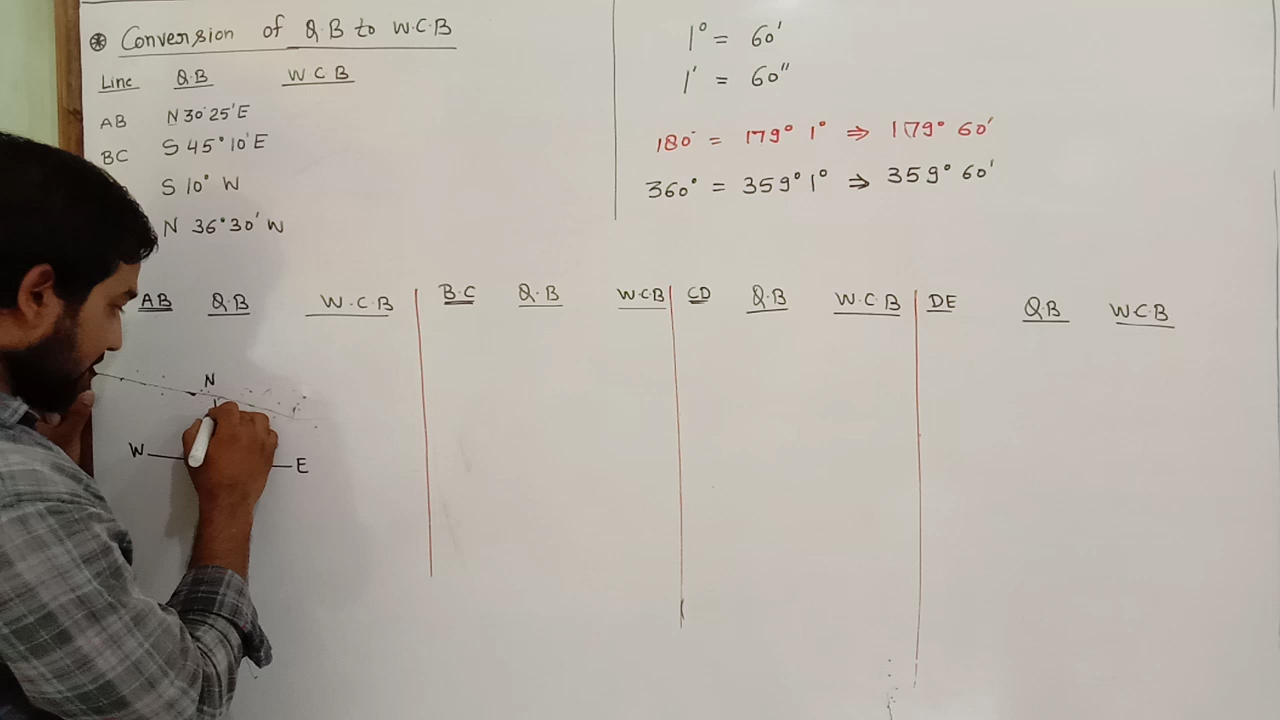 ⊛ Conversion of Q.B to W.C.B
Line Q.B W C B
AB N 30° 25' E
BC S 45° 10' E
S 10° W
N 36° 30' W
1° = 60'
1' = 60"
180° = 179° 1° ⇒ 179° 60'
360° = 359° 1° ⇒ 359° 60'
AB Q.B W.C.B
B.C Q.B W.C.B
CD Q.B W.C.B
DE Q.B W.C.B
N
W E